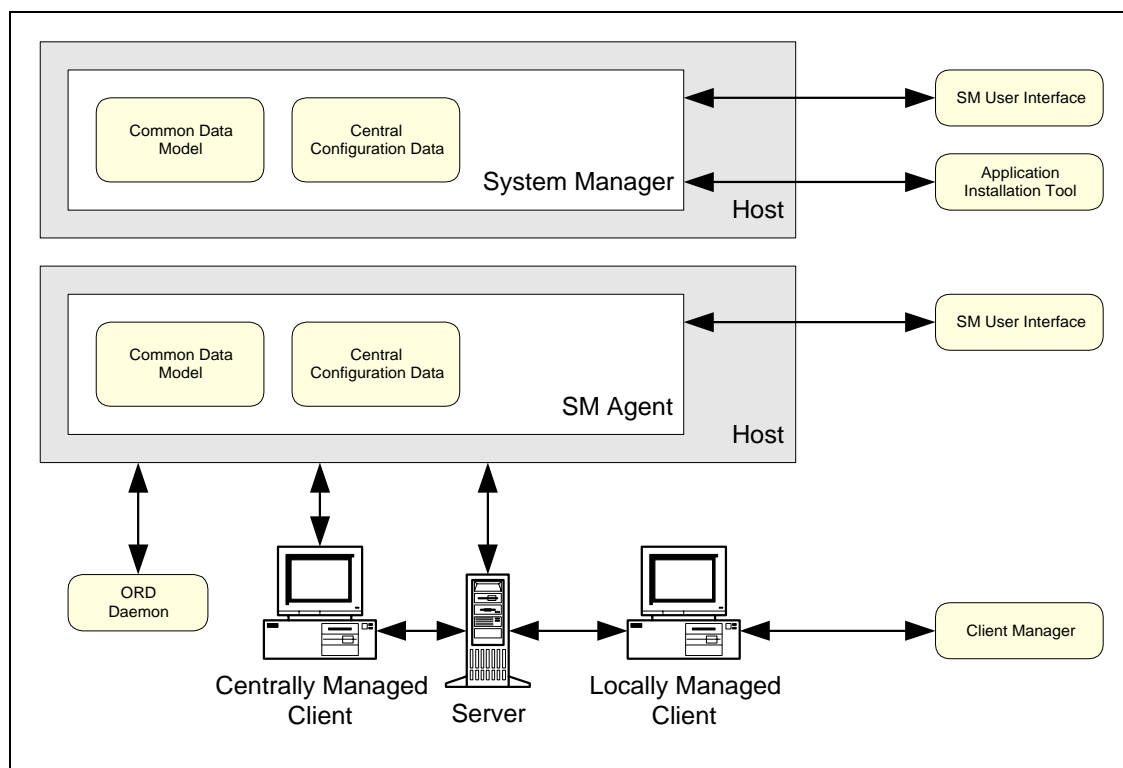 Common Data
Model
Central
Configuration Data
System Manager
Host
SM User Interface
Application
Installation Tool
Common Data
Model
Central
Configuration Data
SM Agent
Host
SM User Interface
ORD
Daemon
Centrally Managed
Client
Server
Locally Managed
Client
Client Manager